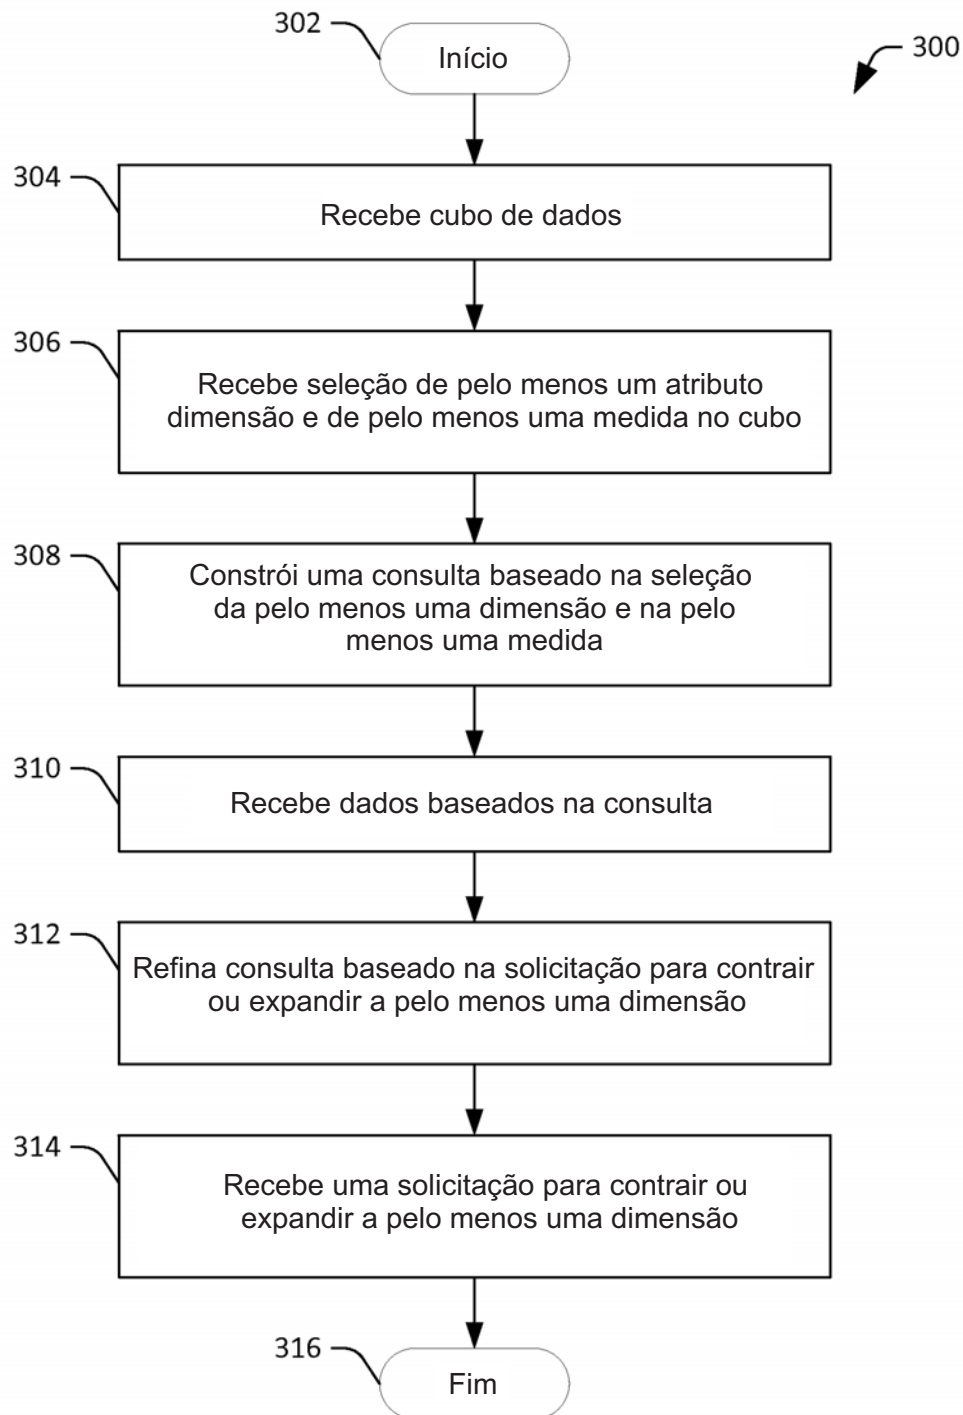 302
Início
300
304
Recebe cubo de dados
306
Recebe seleção de pelo menos um atributo
dimensão e de pelo menos uma medida no cubo
308
Constrói uma consulta baseado na seleção
da pelo menos uma dimensão e na pelo
menos uma medida
310
Recebe dados baseados na consulta
312
Refina consulta baseado na solicitação para contrair
ou expandir a pelo menos uma dimensão
314
Recebe uma solicitação para contrair ou
expandir a pelo menos uma dimensão
316
Fim